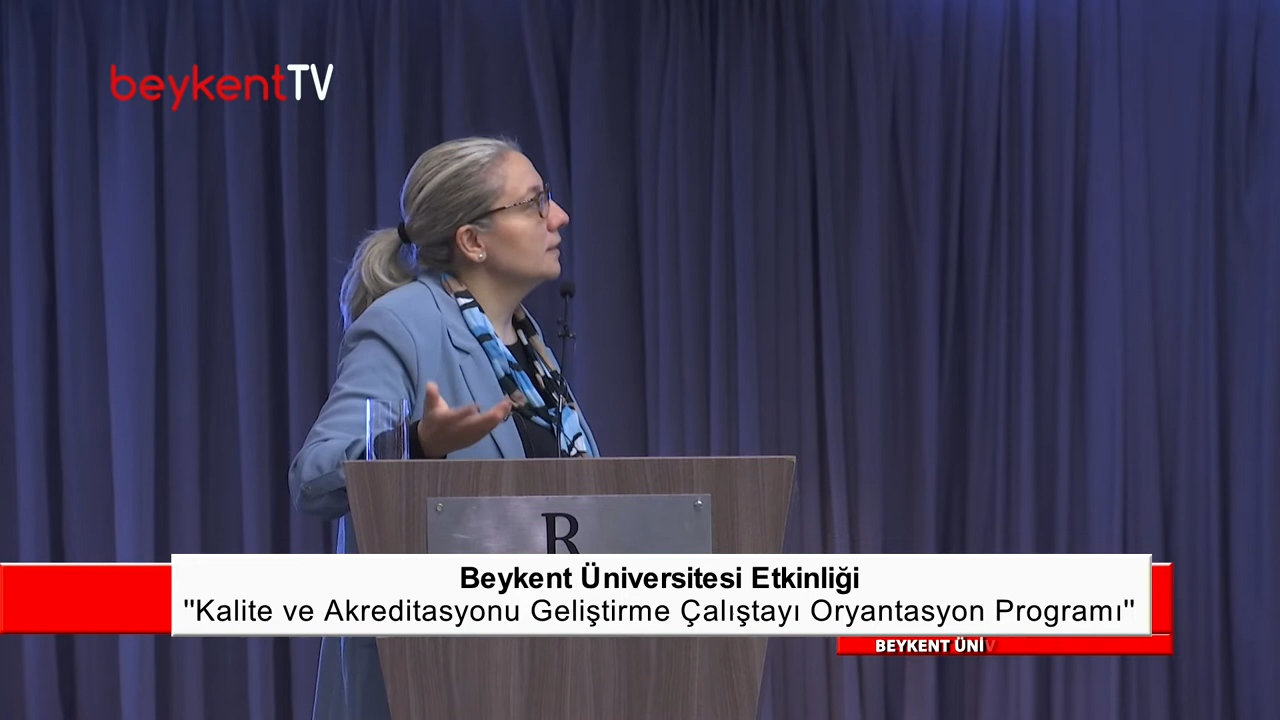 beykentTV
R
Beykent Üniversitesi Etkinliği
"Kalite ve Akreditasyonu Geliştirme Çalıştayı Oryantasyon Programı"
BEYKENT ÜNİV